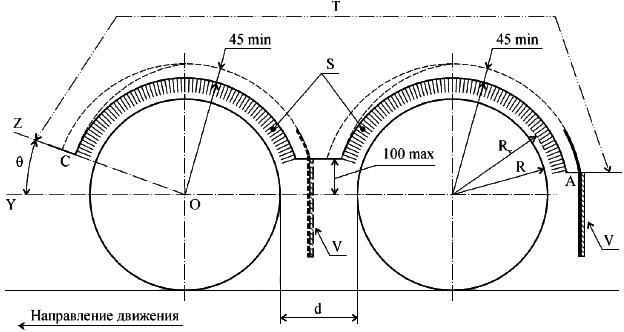 T
45 min
S
45 min
Z
θ
C
100 max
Rv
R
A
Y
O
V
V
d
Направление движения